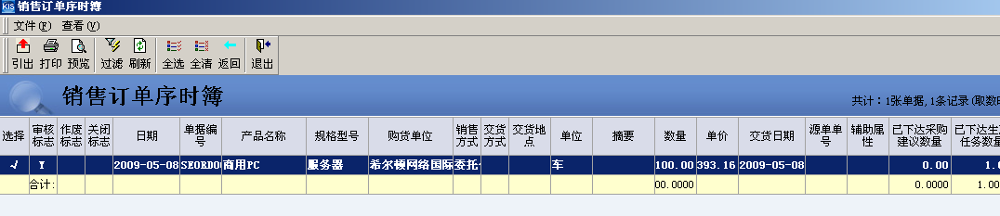 KIS 销售订单序时簿
文件(F) 查看(V)
引出 打印 预览 过滤 刷新 全选 全清 返回 退出
销售订单序时簿
共计：1张单据，1条记录(取数
选择 审核标志 作废标志 关闭标志 日期 单据编号 产品名称 规格型号 购货单位 销售方式 交货方式 交货地点 单位 摘要 数量 单价 交货日期 源单单号 辅助属性 已下达采购建议数量 已下达生 任务数量
√ Y 2009-05-08 SEORDO 商用PC 服务器 希尔顿网络国际 委托 车 100.00 393.16 2009-05-08 0.00 1.0
合计: 00.0000 0.0000 1.00